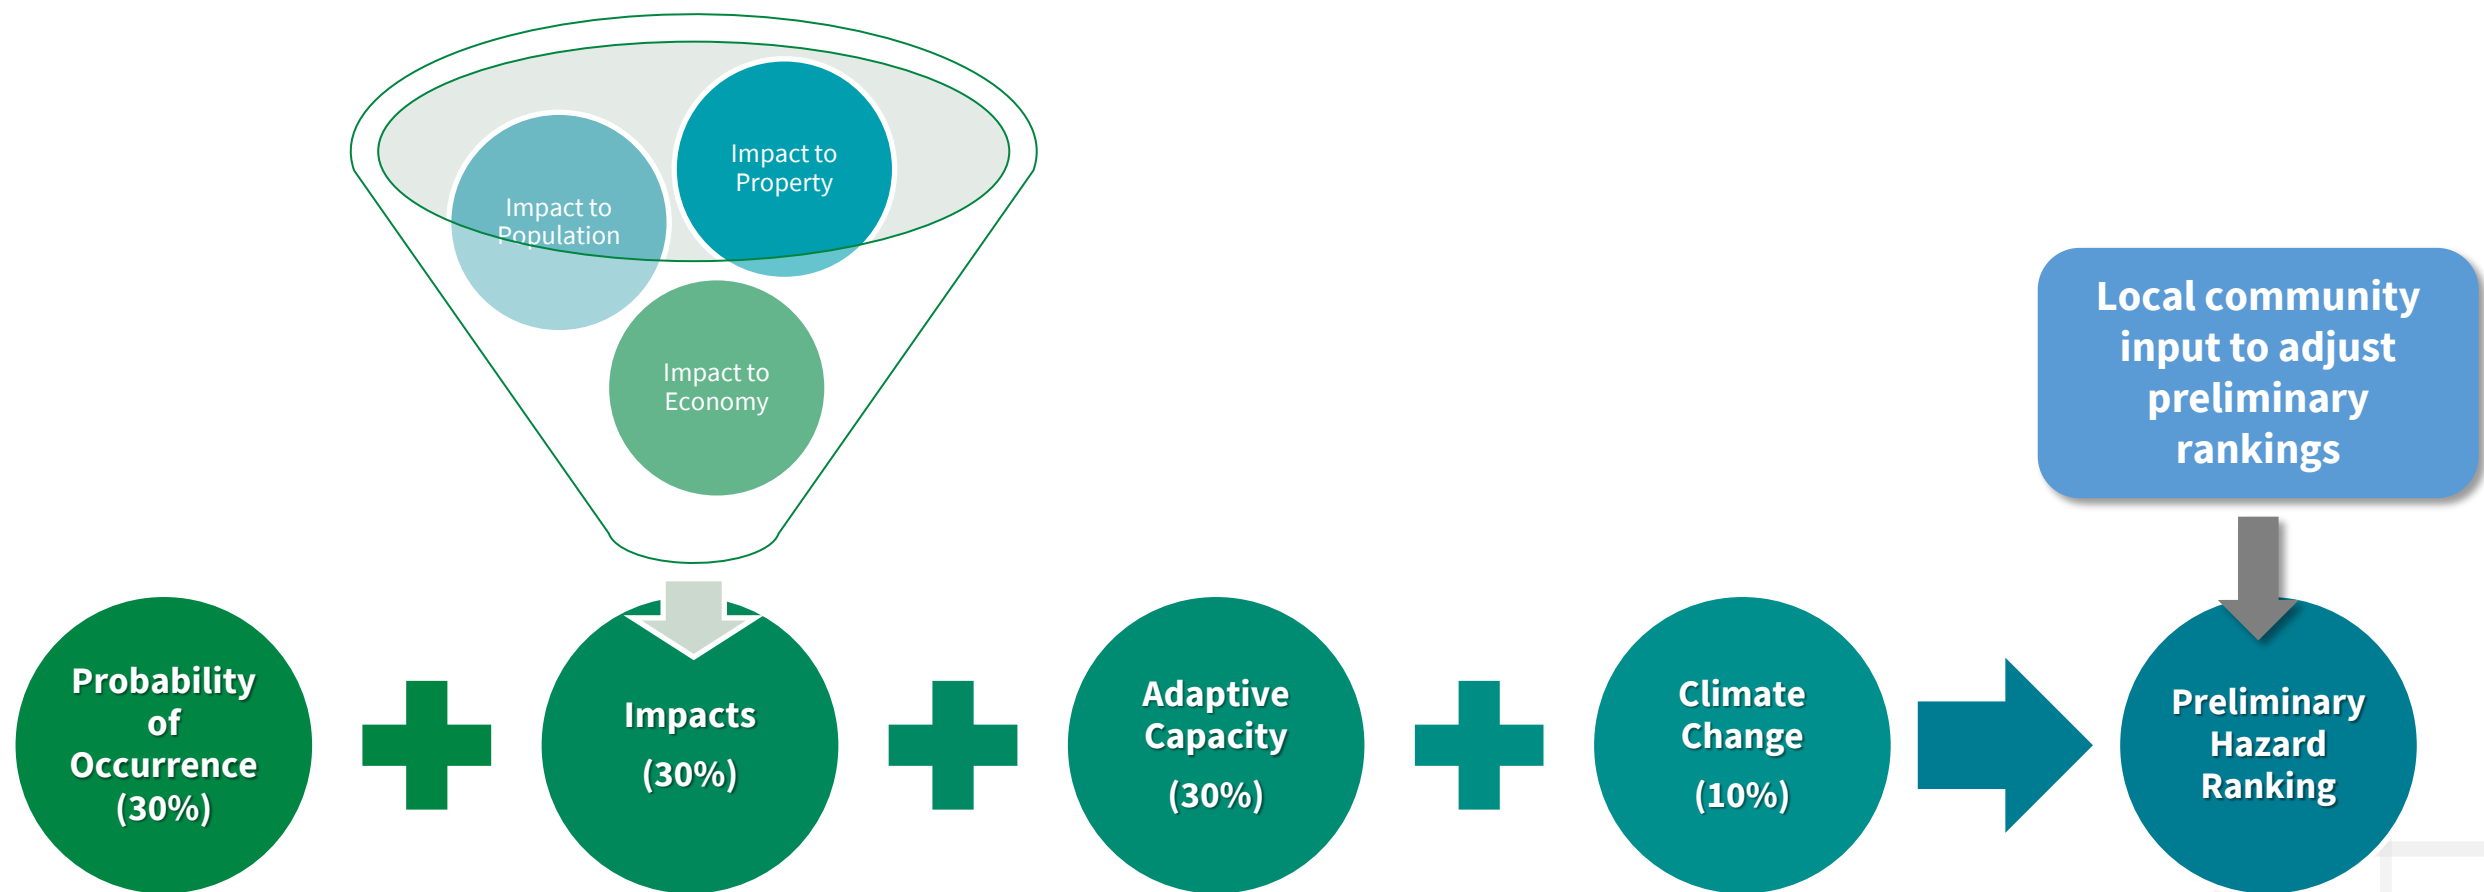 Impact to
Property
Impact to
Population
Impact to
Economy
Local community
input to adjust
preliminary
rankings
Probability
of
Occurrence
(30%)
Impacts
(30%)
Adaptive
Capacity
(30%)
Climate
Change
(10%)
Preliminary
Hazard
Ranking